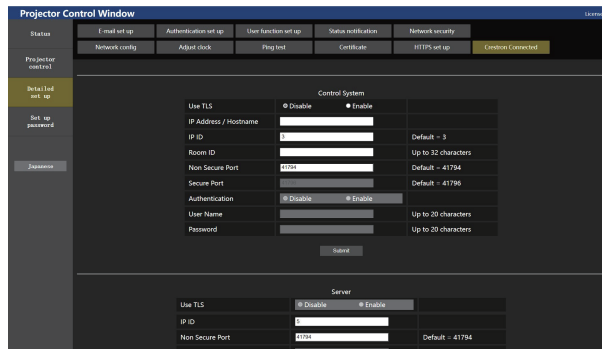 Projector Control Window
License
Status
Projector
control
Detailed
set up
Set up
password
Japanese
E-mail set up
Authentication set up
User function set up
Status notification
Network security
Network config
Adjust clock
Ping test
Certificate
HTTPS set up
Crestron Connected
Control System
Use TLS Disable Enable
IP Address / Hostname
IP ID 3 Default = 3
Room ID Up to 32 characters
Non Secure Port 41794 Default = 41794
Secure Port Default = 41796
Authentication Disable Enable
User Name Up to 20 characters
Password Up to 20 characters
Submit
Server
Use TLS Disable Enable
IP ID 5
Non Secure Port 41794 Default = 41794